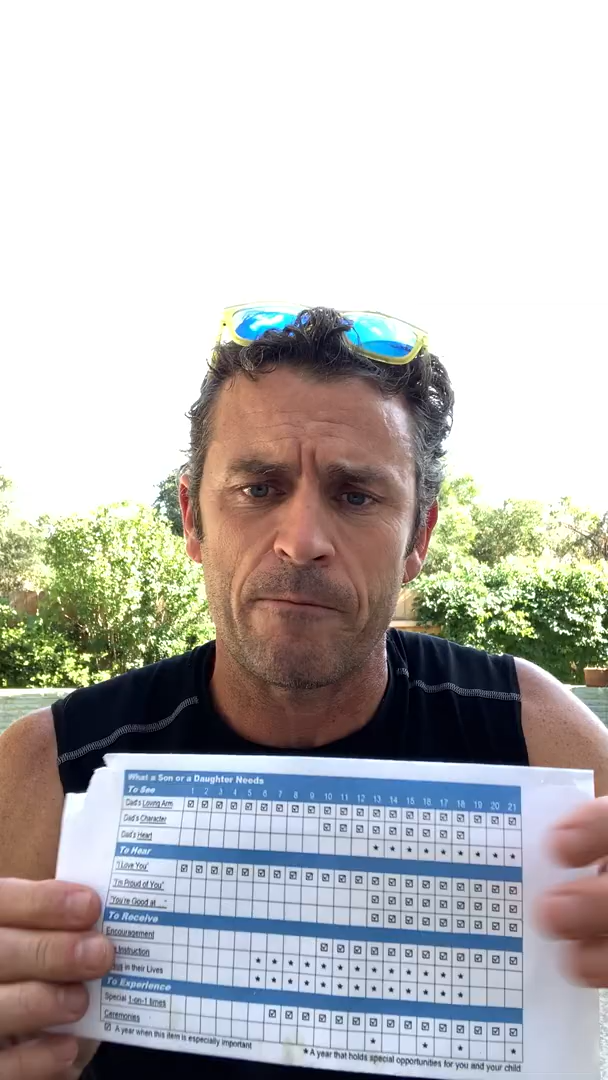 What a Son or a Daughter Needs
To See 1 2 3 4 5 6 7 8 9 10 11 12 13 14 15 16 17 18 19 20 21
Dad's Loving Arm
Dad's Character
Dad's Heart
To Hear
"I Love You"
"I'm Proud of You"
"You're Good at __"
To Receive
Encouragement
Instruction
in their Lives
To Experience
Special 1-on-1 times
Ceremonies
☑ A year when this item is especially important
★ A year that holds special opportunities for you and your child